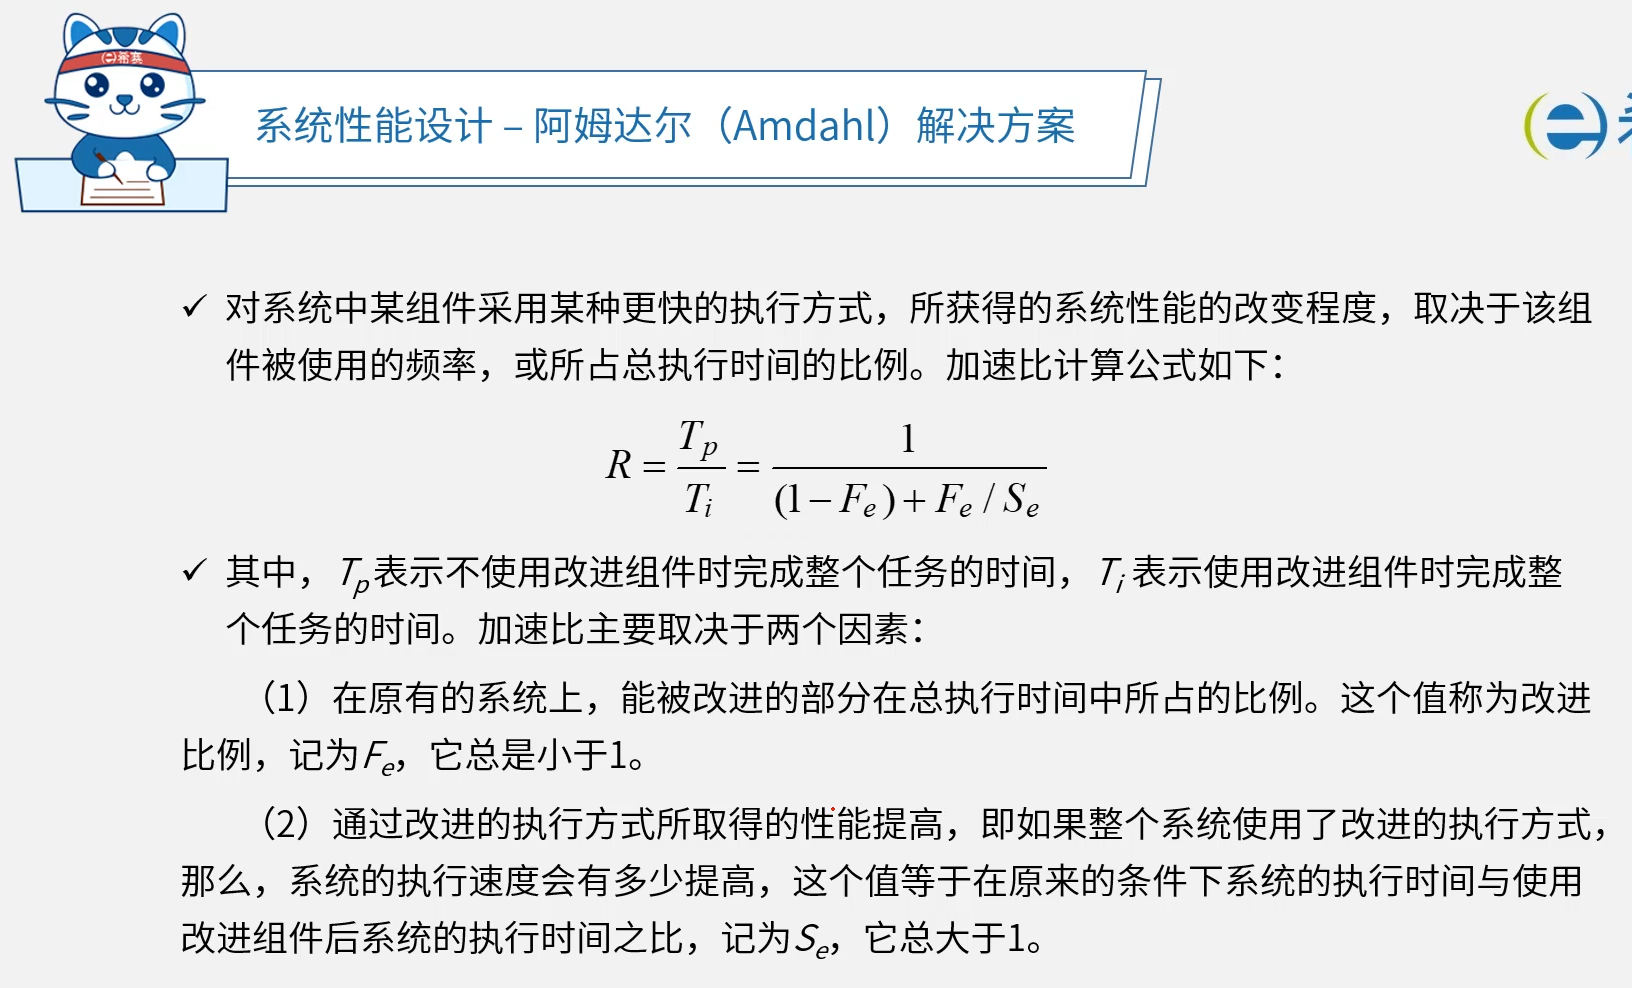 希赛
系统性能设计 – 阿姆达尔（Amdahl）解决方案
✓ 对系统中某组件采用某种更快的执行方式，所获得的系统性能的改变程度，取决于该组
件被使用的频率，或所占总执行时间的比例。加速比计算公式如下：
R = T_p / T_i = 1 / ((1 − F_e) + F_e / S_e)
✓ 其中，T_p表示不使用改进组件时完成整个任务的时间，T_i表示使用改进组件时完成整
个任务的时间。加速比主要取决于两个因素：
（1）在原有的系统上，能被改进的部分在总执行时间中所占的比例。这个值称为改进
比例，记为F_e，它总是小于1。
（2）通过改进的执行方式所取得的性能提高，即如果整个系统使用了改进的执行方式，
那么，系统的执行速度会有多少提高，这个值等于在原来的条件下系统的执行时间与使用
改进组件后系统的执行时间之比，记为S_e，它总大于1。